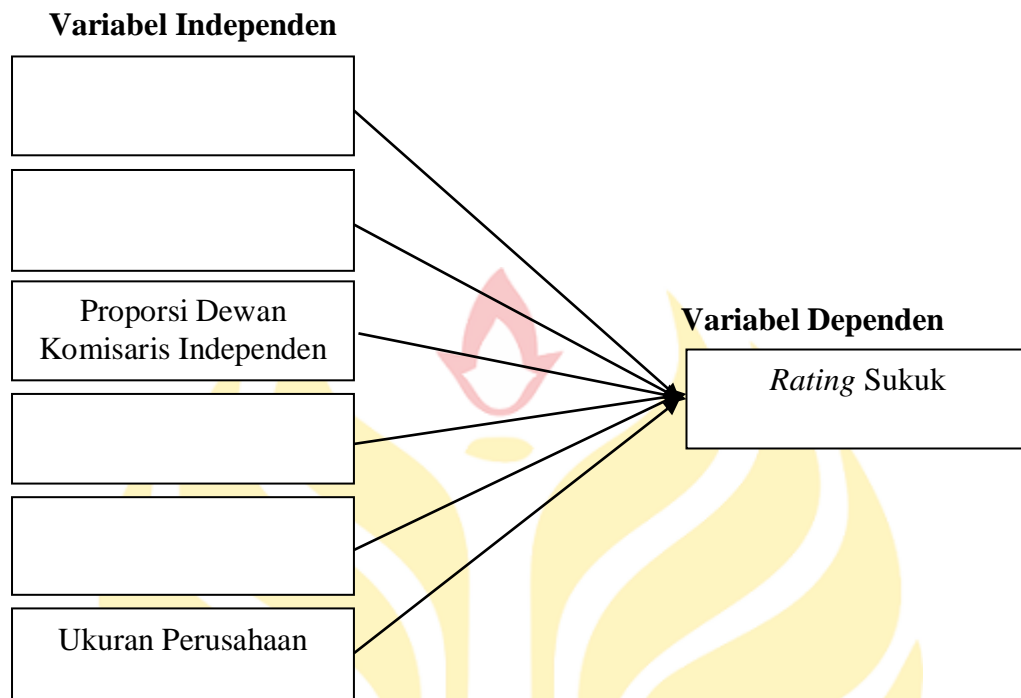 Variabel Independen
Proporsi Dewan
Komisaris Independen
Ukuran Perusahaan
Variabel Dependen
Rating Sukuk